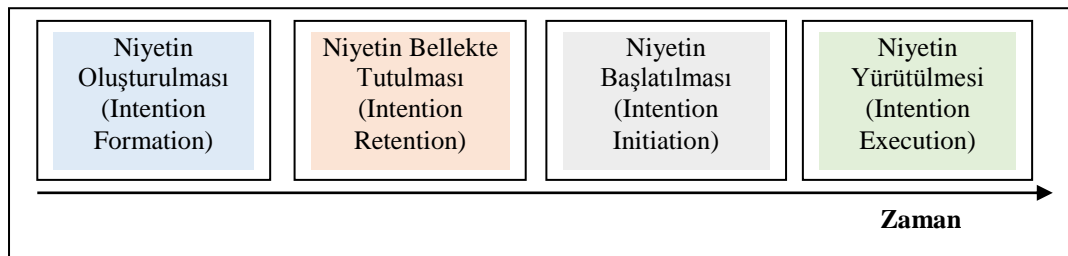 Niyetin
Oluşturulması
(Intention
Formation)
Niyetin Bellekte
Tutulması
(Intention
Retention)
Niyetin
Başlatılması
(Intention
Initiation)
Niyetin
Yürütülmesi
(Intention
Execution)
Zaman